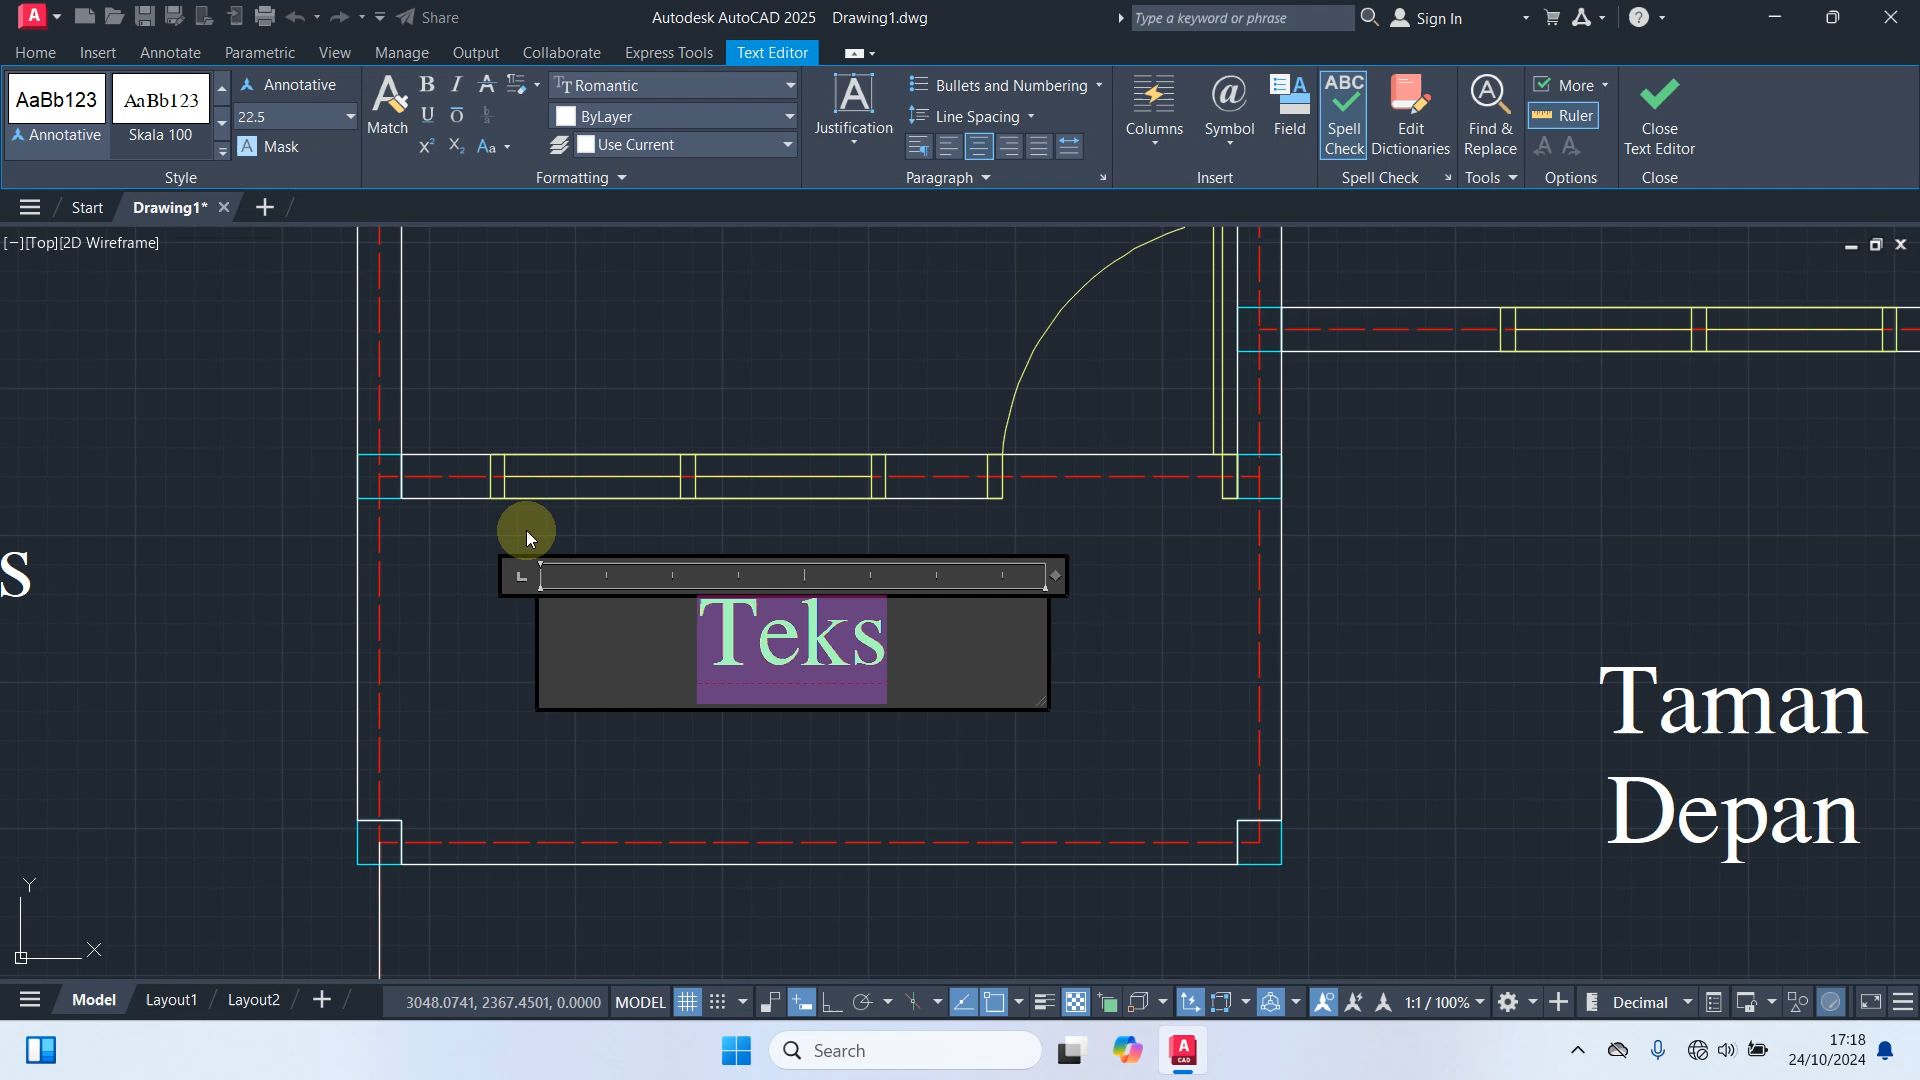 Share
Autodesk AutoCAD 2025 Drawing1.dwg
Type a keyword or phrase
Sign In
Home Insert Annotate Parametric View Manage Output Collaborate Express Tools Text Editor
AaBb123 AaBb123
Annotative Skala 100
Annotative
22.5
Mask
Style
Match
Romantic
ByLayer
Use Current
Formatting
Justification
Bullets and Numbering
Line Spacing
Paragraph
Columns
Symbol
Field
Insert
ABC
Spell
Check
Edit
Dictionaries
Spell Check
Find &
Replace
Tools
More
Ruler
Options
Close
Text Editor
Close
Start Drawing1*
[−][Top][2D Wireframe]
s
Teks
Taman
Depan
Y
X
Model Layout1 Layout2
3048.0741, 2367.4501, 0.0000 MODEL
1:1 / 100%
Decimal
Search
17:18
24/10/2024